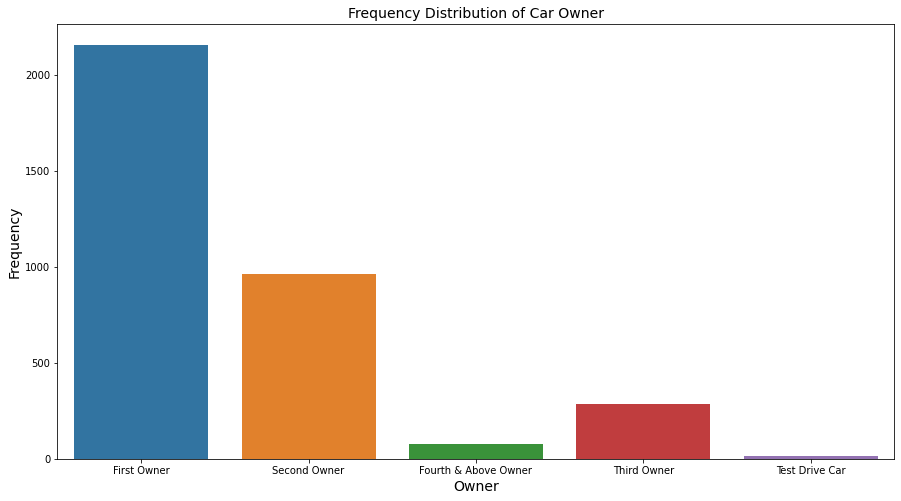 Frequency Distribution of Car Owner
2000
1500
1000
500
0
Frequency
First Owner
Second Owner
Fourth & Above Owner
Third Owner
Test Drive Car
Owner